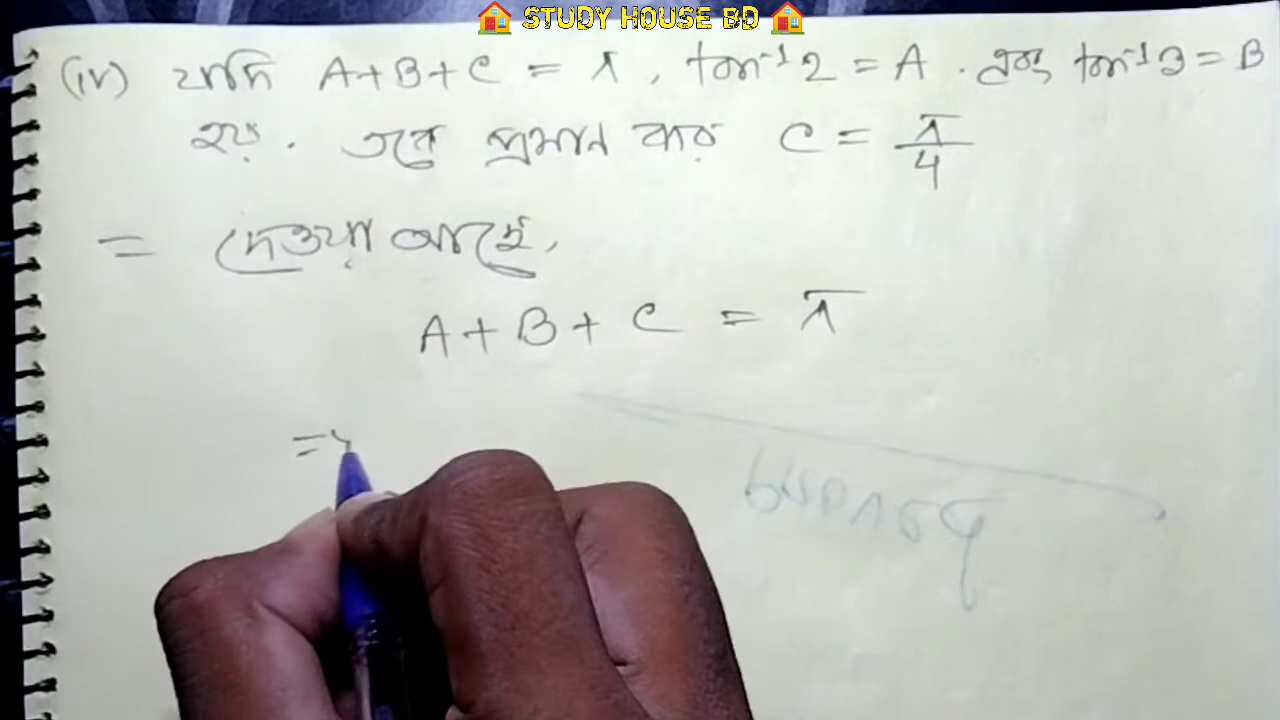 🏠 STUDY HOUSE BD 🏠
(iv) যদি A+B+C = π, tan⁻¹2 = A . এবং tan⁻¹3 = B
হয়. তবে প্রমান কর C = π/4
= দেওয়া আছে,
A + B + C = π
=>